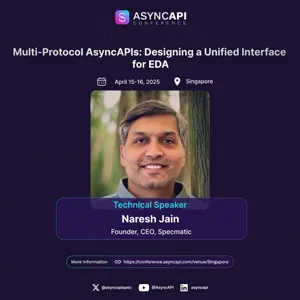 ASYNCAPI
CONFERENCE
Multi-Protocol AsyncAPIs: Designing a Unified Interface
for EDA
April 15-16, 2025 Singapore
Technical Speaker
Naresh Jain
Founder, CEO, Specmatic
More Information https://conference.asyncapi.com/venue/Singapore
@asyncapispec @AsyncAPI asyncapi